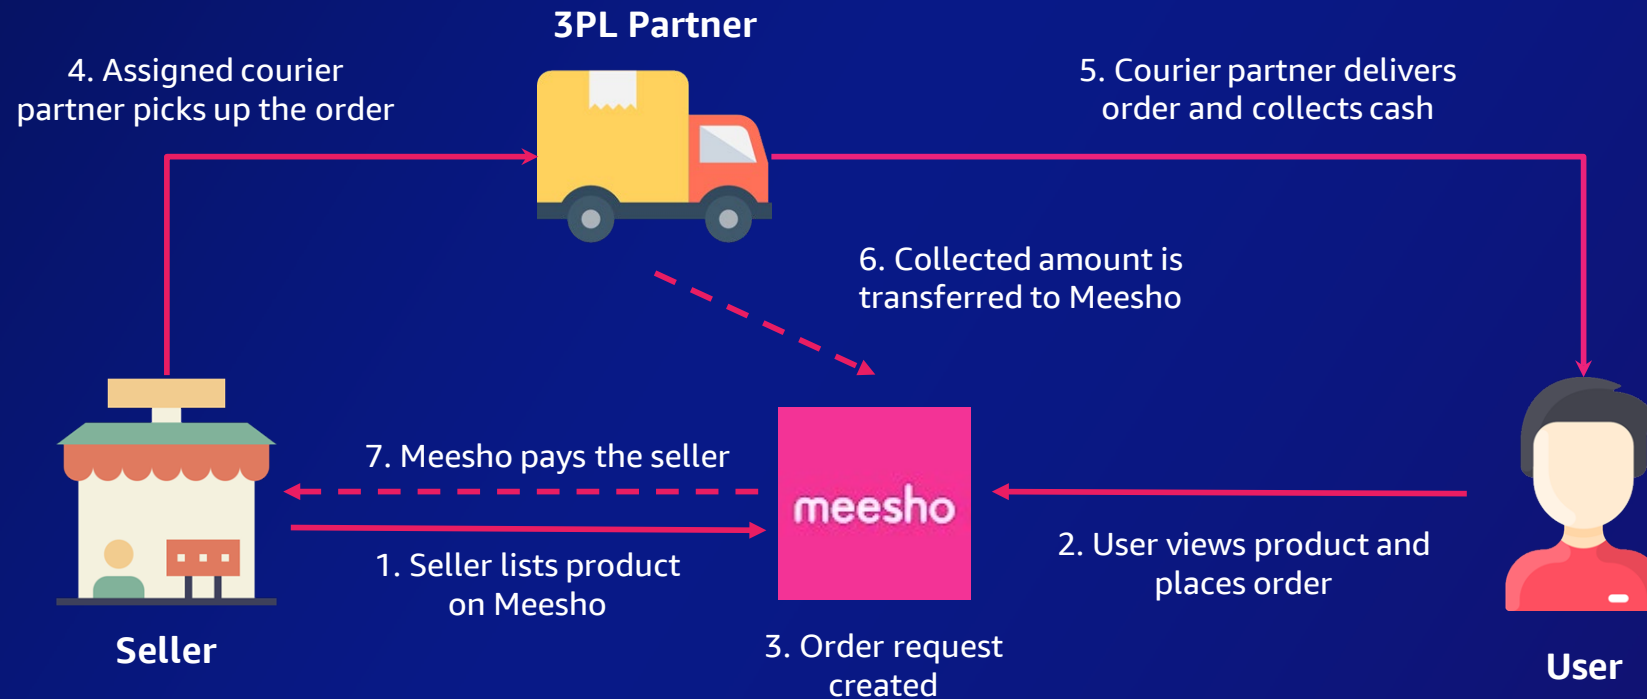 3PL Partner
4. Assigned courier
partner picks up the order
5. Courier partner delivers
order and collects cash
6. Collected amount is
transferred to Meesho
7. Meesho pays the seller
meesho
1. Seller lists product
on Meesho
2. User views product and
places order
Seller
3. Order request
created
User